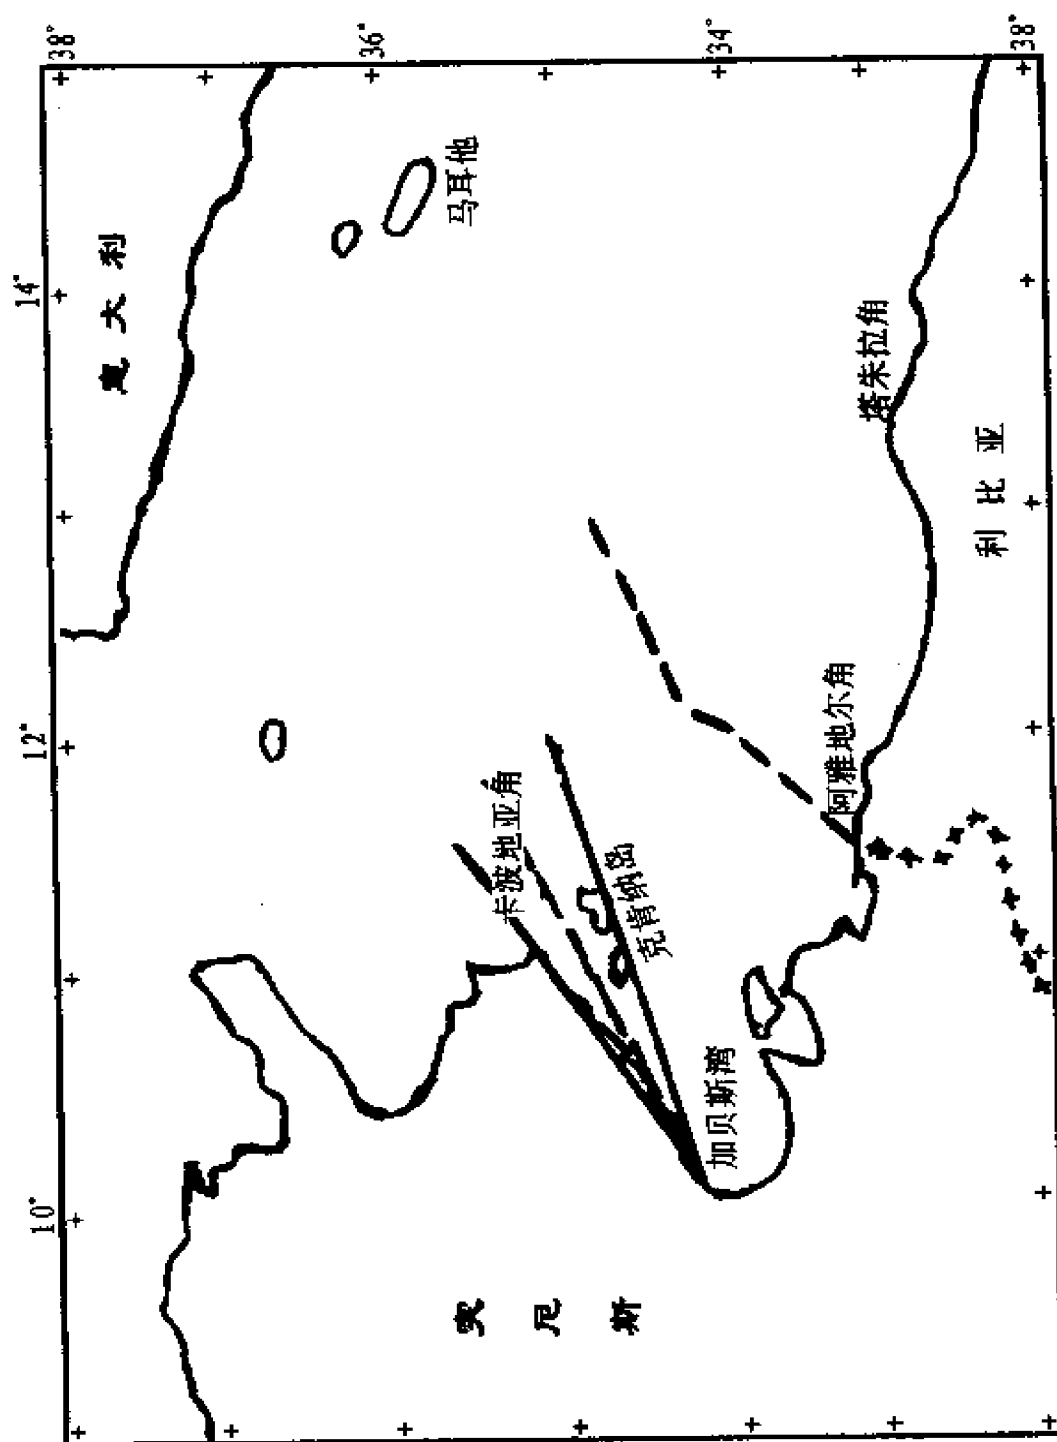 10°
12°
14°
38°
意大利
36°
马耳他
突尼斯
卡波地亚角
克肯纳岛
34°
加贝斯湾
阿雅地尔角
塔朱拉角
利比亚
38°